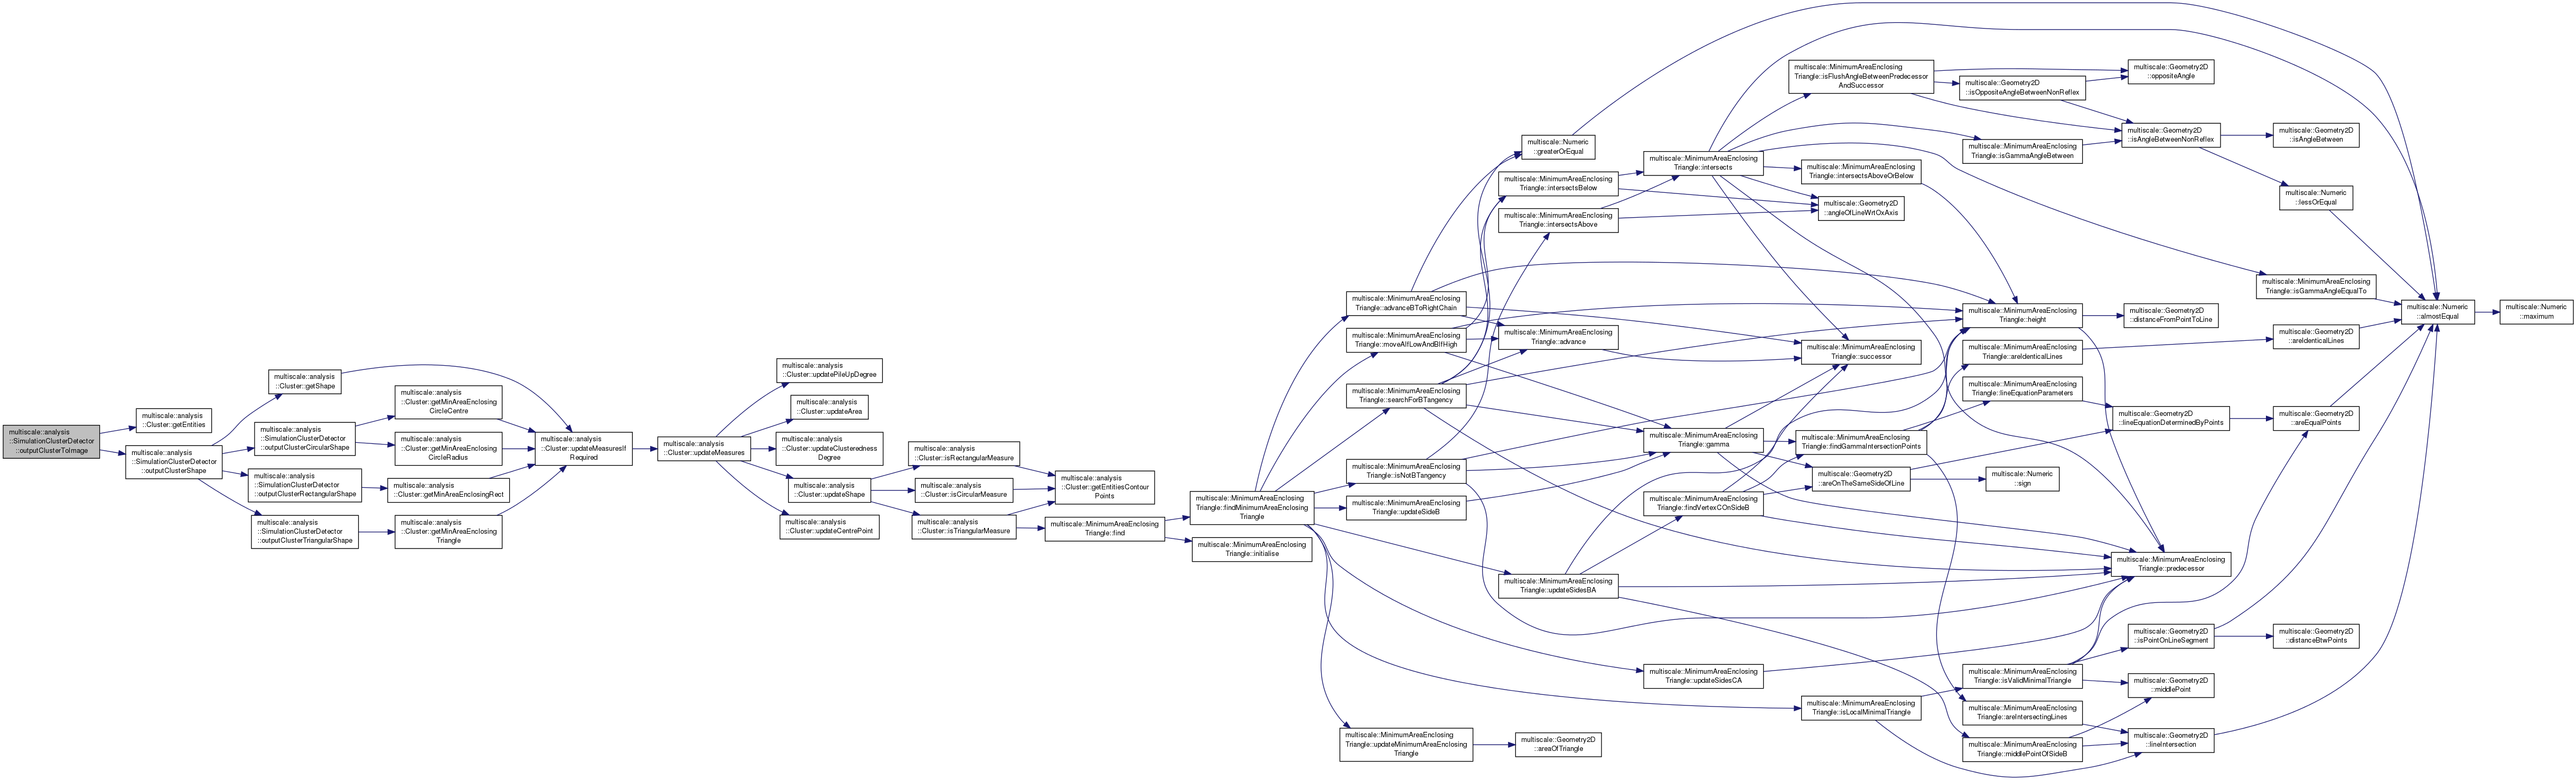 multiscale::analysis
::SimulationClusterDetector
::outputClusterToImage
multiscale::analysis
::Cluster::getEntities
multiscale::analysis
::SimulationClusterDetector
::outputClusterShape
multiscale::analysis
::Cluster::getShape
multiscale::analysis
::SimulationClusterDetector
::outputClusterCircularShape
multiscale::analysis
::SimulationClusterDetector
::outputClusterRectangularShape
multiscale::analysis
::SimulationClusterDetector
::outputClusterTriangularShape
multiscale::analysis
::Cluster::getMinAreaEnclosing
CircleCentre
multiscale::analysis
::Cluster::getMinAreaEnclosing
CircleRadius
multiscale::analysis
::Cluster::getMinAreaEnclosingRect
multiscale::analysis
::Cluster::getMinAreaEnclosing
Triangle
multiscale::analysis
::Cluster::updateMeasuresIf
Required
multiscale::analysis
::Cluster::updateMeasures
multiscale::analysis
::Cluster::updatePileUpDegree
multiscale::analysis
::Cluster::updateArea
multiscale::analysis
::Cluster::updateClusteredness
Degree
multiscale::analysis
::Cluster::updateShape
multiscale::analysis
::Cluster::updateCentrePoint
multiscale::analysis
::Cluster::isRectangularMeasure
multiscale::analysis
::Cluster::isCircularMeasure
multiscale::analysis
::Cluster::isTriangularMeasure
multiscale::analysis
::Cluster::getEntitiesContour
Points
multiscale::MinimumAreaEnclosing
Triangle::find
multiscale::MinimumAreaEnclosing
Triangle::findMinimumAreaEnclosing
Triangle
multiscale::MinimumAreaEnclosing
Triangle::initialise
multiscale::MinimumAreaEnclosing
Triangle::advanceBToRightChain
multiscale::MinimumAreaEnclosing
Triangle::moveAIfLowAndBIfHigh
multiscale::MinimumAreaEnclosing
Triangle::searchForBTangency
multiscale::MinimumAreaEnclosing
Triangle::isNotBTangency
multiscale::MinimumAreaEnclosing
Triangle::updateSideB
multiscale::MinimumAreaEnclosing
Triangle::updateMinimumAreaEnclosing
Triangle
multiscale::Numeric
::greaterOrEqual
multiscale::MinimumAreaEnclosing
Triangle::intersectsBelow
multiscale::MinimumAreaEnclosing
Triangle::intersectsAbove
multiscale::MinimumAreaEnclosing
Triangle::advance
multiscale::MinimumAreaEnclosing
Triangle::updateSidesBA
multiscale::Geometry2D
::areaOfTriangle
multiscale::MinimumAreaEnclosing
Triangle::intersects
multiscale::MinimumAreaEnclosing
Triangle::gamma
multiscale::MinimumAreaEnclosing
Triangle::findVertexCOnSideB
multiscale::MinimumAreaEnclosing
Triangle::updateSidesCA
multiscale::MinimumAreaEnclosing
Triangle::isFlushAngleBetweenPredecessor
AndSuccessor
multiscale::MinimumAreaEnclosing
Triangle::intersectsAboveOrBelow
multiscale::Geometry2D
::angleOfLineWrtOxAxis
multiscale::MinimumAreaEnclosing
Triangle::successor
multiscale::MinimumAreaEnclosing
Triangle::findGammaIntersectionPoints
multiscale::Geometry2D
::areOnTheSameSideOfLine
multiscale::MinimumAreaEnclosing
Triangle::isLocalMinimalTriangle
multiscale::Geometry2D
::isOppositeAngleBetweenNonReflex
multiscale::MinimumAreaEnclosing
Triangle::isGammaAngleBetween
multiscale::MinimumAreaEnclosing
Triangle::height
multiscale::MinimumAreaEnclosing
Triangle::areIdenticalLines
multiscale::MinimumAreaEnclosing
Triangle::lineEquationParameters
multiscale::Numeric
::sign
multiscale::MinimumAreaEnclosing
Triangle::isValidMinimalTriangle
multiscale::MinimumAreaEnclosing
Triangle::areIntersectingLines
multiscale::MinimumAreaEnclosing
Triangle::middlePointOfSideB
multiscale::Geometry2D
::oppositeAngle
multiscale::Geometry2D
::isAngleBetweenNonReflex
multiscale::Geometry2D
::distanceFromPointToLine
multiscale::Geometry2D
::lineEquationDeterminedByPoints
multiscale::MinimumAreaEnclosing
Triangle::predecessor
multiscale::Geometry2D
::isPointOnLineSegment
multiscale::Geometry2D
::middlePoint
multiscale::Geometry2D
::lineIntersection
multiscale::Geometry2D
::isAngleBetween
multiscale::Numeric
::lessOrEqual
multiscale::MinimumAreaEnclosing
Triangle::isGammaAngleEqualTo
multiscale::Geometry2D
::areIdenticalLines
multiscale::Geometry2D
::areEqualPoints
multiscale::Geometry2D
::distanceBtwPoints
multiscale::Numeric
::almostEqual
multiscale::Numeric
::maximum